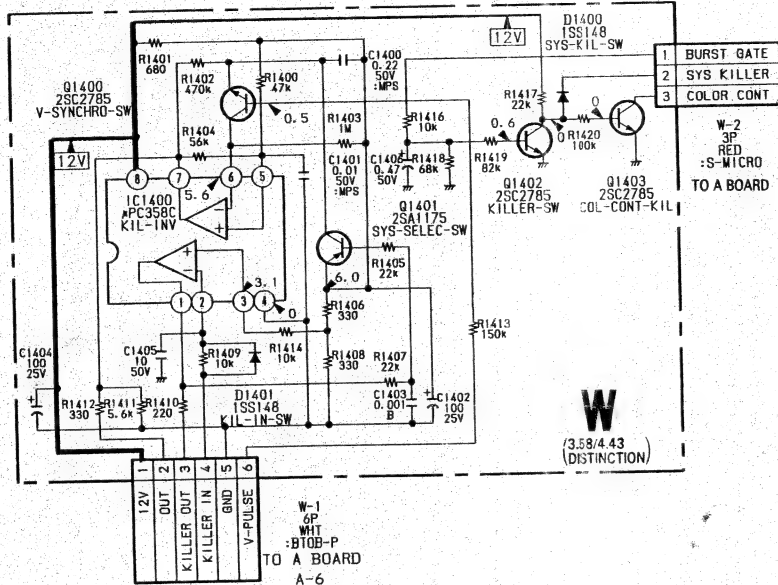 12V
D1400
1SS148
SYS-KIL-SW
Q1400
2SC2785
V-SYNCHRO-SW
R1401
680
R1402
470k
R1400
47k
C1400
0.22
50V
:MPS
R1417
22k
1 BURST GATE
2 SYS KILLER
3 COLOR CONT
W-2
3P
RED
:S-MICRO
TO A BOARD
0.5
R1404
56k
R1403
1M
R1416
10k
12V
C1401
0.01
50V
:MPS
C1406
0.47
50V
R1418
68k
0.6
R1419
82k
0
R1420
100k
0
8
7
6
5
5.6
IC1400
μPC358C
KIL-INV
Q1401
2SA1175
SYS-SELEC-SW
Q1402
2SC2785
KILLER-SW
Q1403
2SC2785
COL-CONT-KIL
3.1
R1405
22k
6.0
1
2
3
4
0
R1406
330
R1413
150k
C1404
100
25V
C1405
10
50V
R1409
10k
R1414
10k
R1408
330
R1407
22k
D1401
1SS148
KIL-IN-SW
C1403
0.001
B
C1402
100
25V
R1412
330
R1411
5.6k
R1410
220
W
(3.58/4.43
DISTINCTION)
1 12V
2 OUT
3 KILLER OUT
4 KILLER IN
5 GND
6 V-PULSE
W-1
6P
WHT
:BTOB-P
TO A BOARD
A-6